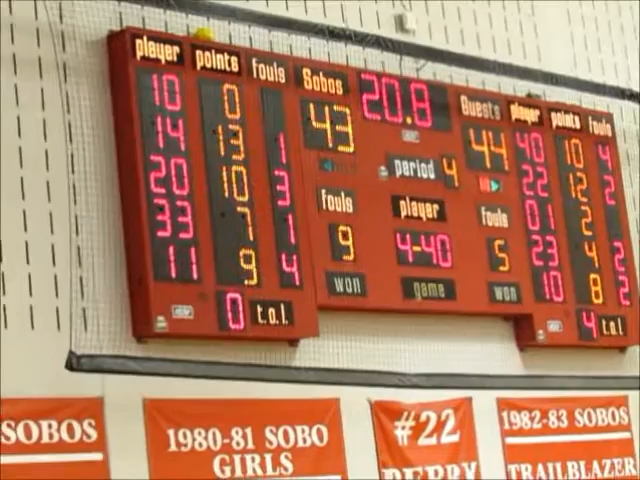 player points fouls Sobos 20.8 Guests player points fouls
10 0 43 44 40 10 4
14 13 1 period 4 22 12 2
20 10 3 fouls player fouls 01 2
33 7 1 9 4-40 5 23 4 2
11 9 4 won game won 10 8 2
0 t.o.l. 4 t.o.l
SOBOS
1980-81 SOBO
GIRLS
#22
PERRY
1982-83 SOBOS
TRAILBLAZER